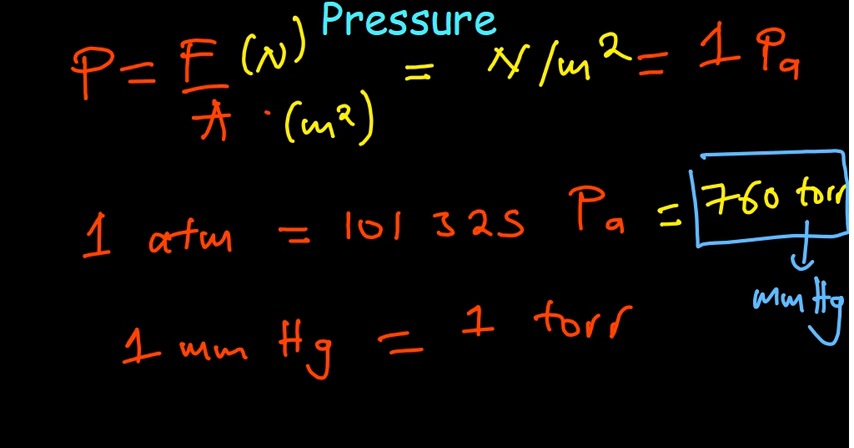 Pressure
P = F (N) / A · (m²) = N/m² = 1 Pa
1 atm = 101 325 Pa = 760 torr
mm Hg
1 mm Hg = 1 torr